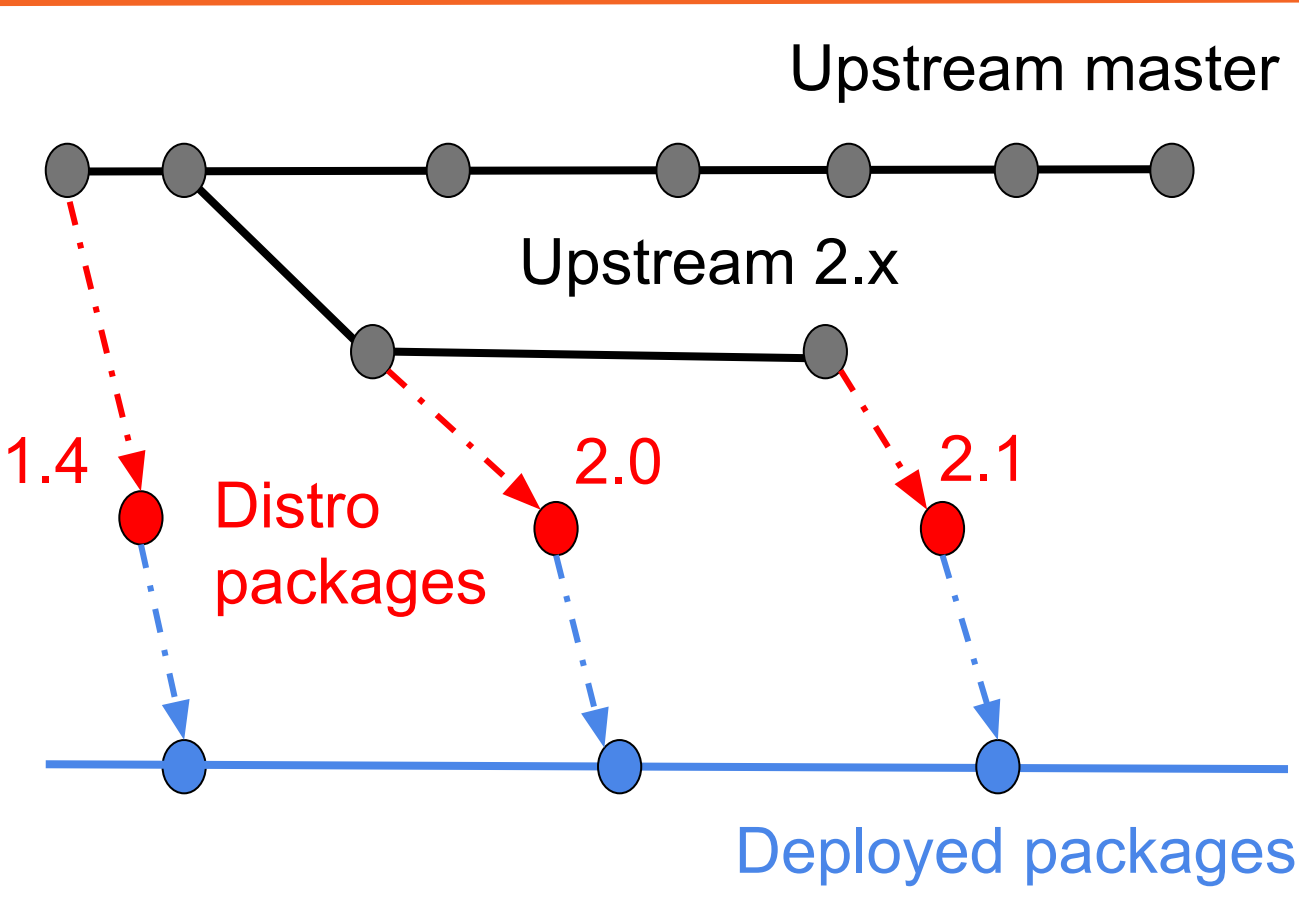 Upstream master
Upstream 2.x
1.4
2.0
2.1
Distro
packages
Deployed packages